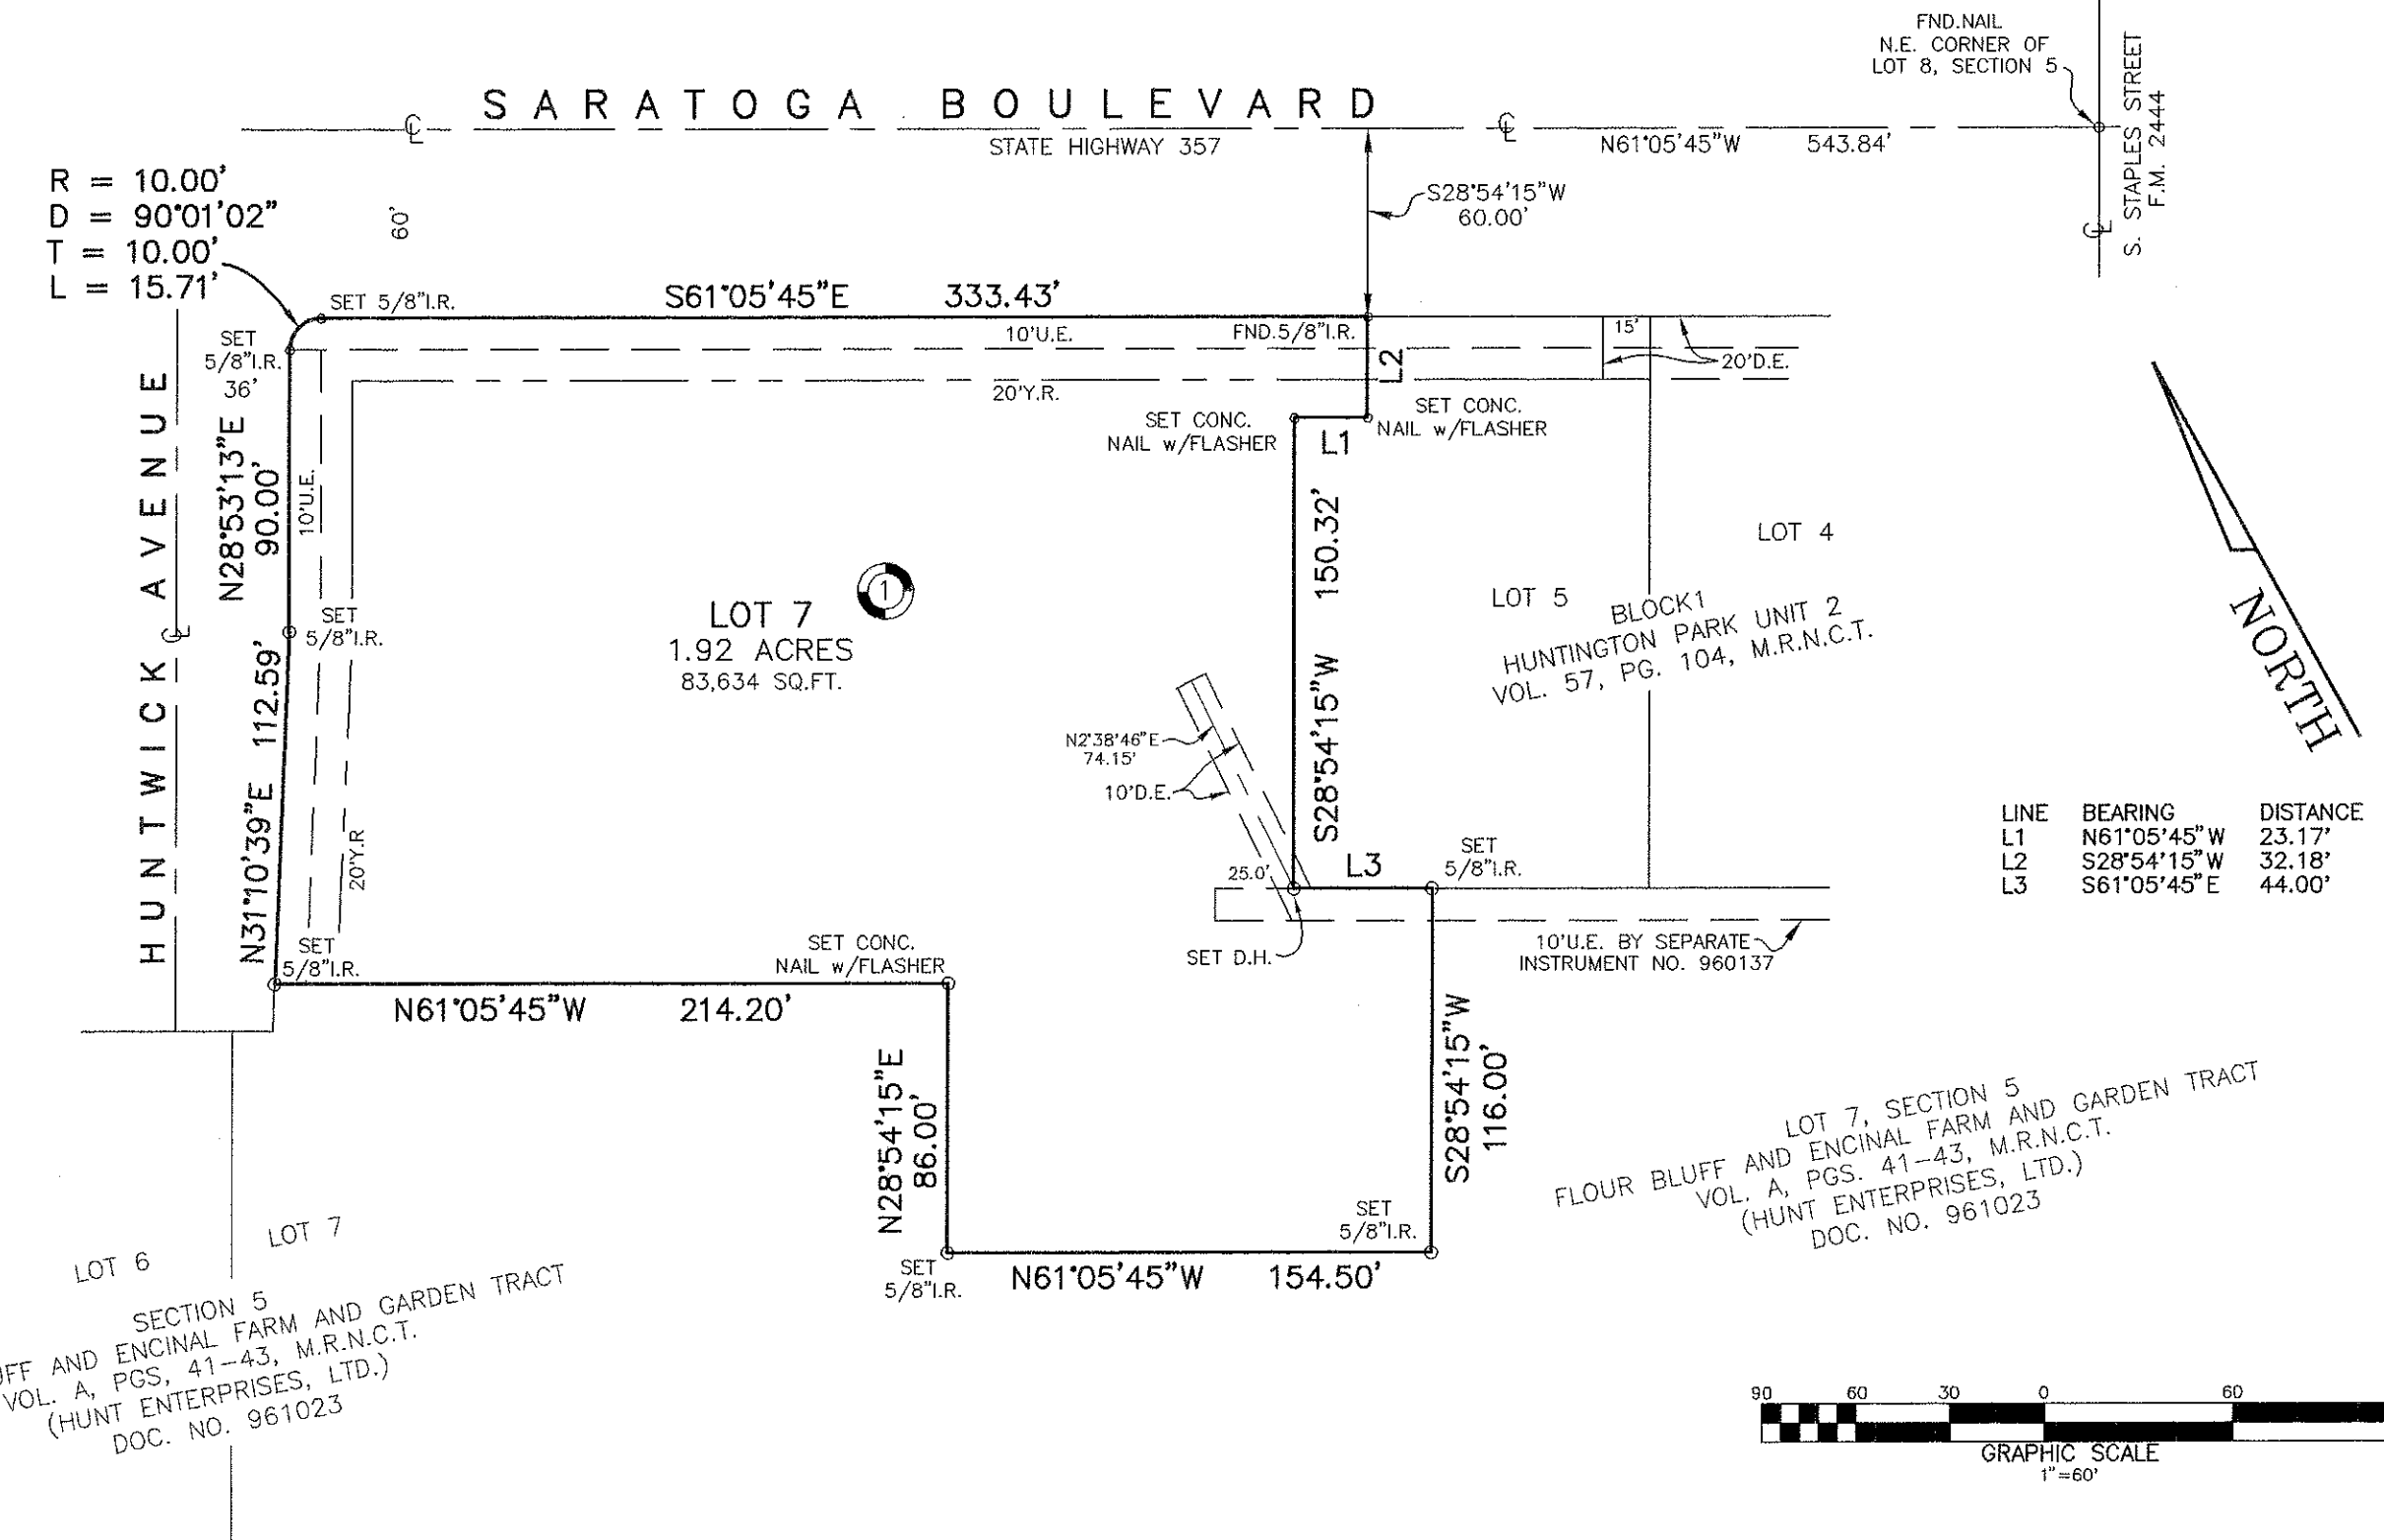 FND.NAIL
N.E. CORNER OF
LOT 8, SECTION 5
S. STAPLES STREET
F.M. 2444
SARATOGA BOULEVARD
STATE HIGHWAY 357
N61°05'45"W 543.84'
R = 10.00'
D = 90°01'02"
T = 10.00'
L = 15.71'
60'
S28°54'15"W
60.00'
SET 5/8"I.R.
S61°05'45"E 333.43'
10'U.E.
FND.5/8"I.R.
15'
20'D.E.
SET
5/8"I.R.
36'
L2
20'Y.R.
SET CONC.
NAIL w/FLASHER
L1
SET CONC.
NAIL w/FLASHER
HUNTWICK AVENUE
N28°53'13"E
90.00'
10'U.E.
SET
5/8"I.R.
LOT 7
1.92 ACRES
83,634 SQ.FT.
1
S28°54'15"W 150.32'
LOT 4
LOT 5
BLOCK1
HUNTINGTON PARK UNIT 2
VOL. 57, PG. 104, M.R.N.C.T.
NORTH
N31°10'39"E 112.59'
20'Y.R
N2°38'46"E
74.15'
10'D.E.
25.0'
L3
SET
5/8"I.R.
LINE BEARING DISTANCE
L1 N61°05'45"W 23.17'
L2 S28°54'15"W 32.18'
L3 S61°05'45"E 44.00'
SET D.H.
10'U.E. BY SEPARATE
INSTRUMENT NO. 960137
SET
5/8"I.R.
SET CONC.
NAIL w/FLASHER
N61°05'45"W 214.20'
N28°54'15"E
86.00'
S28°54'15"W
116.00'
SET
5/8"I.R.
SET
5/8"I.R.
N61°05'45"W 154.50'
LOT 7, SECTION 5
FLOUR BLUFF AND ENCINAL FARM AND GARDEN TRACT
VOL. A, PGS. 41-43, M.R.N.C.T.
(HUNT ENTERPRISES, LTD.)
DOC. NO. 961023
LOT 6
LOT 7
SECTION 5
UFF AND ENCINAL FARM AND GARDEN TRACT
VOL. A, PGS, 41-43, M.R.N.C.T.
(HUNT ENTERPRISES, LTD.)
DOC. NO. 961023
90 60 30 0 60
GRAPHIC SCALE
1"=60'